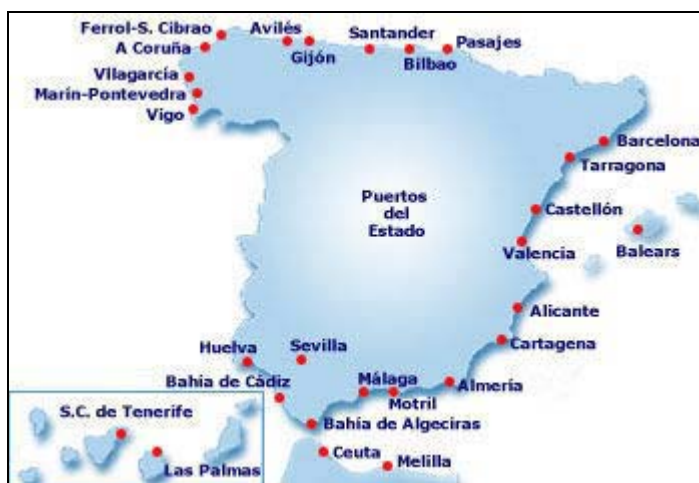 Ferrol-S. Cibrao
A Coruña
Avilés
Gijón
Santander
Bilbao
Pasajes
Vilagarcía
Marín-Pontevedra
Vigo
Barcelona
Tarragona
Puertos
del
Estado
Castellón
Valencia
Balears
Alicante
Cartagena
Huelva
Sevilla
Bahia de Cádiz
Málaga
Motril
Almería
Bahía de Algeciras
S.C. de Tenerife
Las Palmas
Ceuta
Melilla